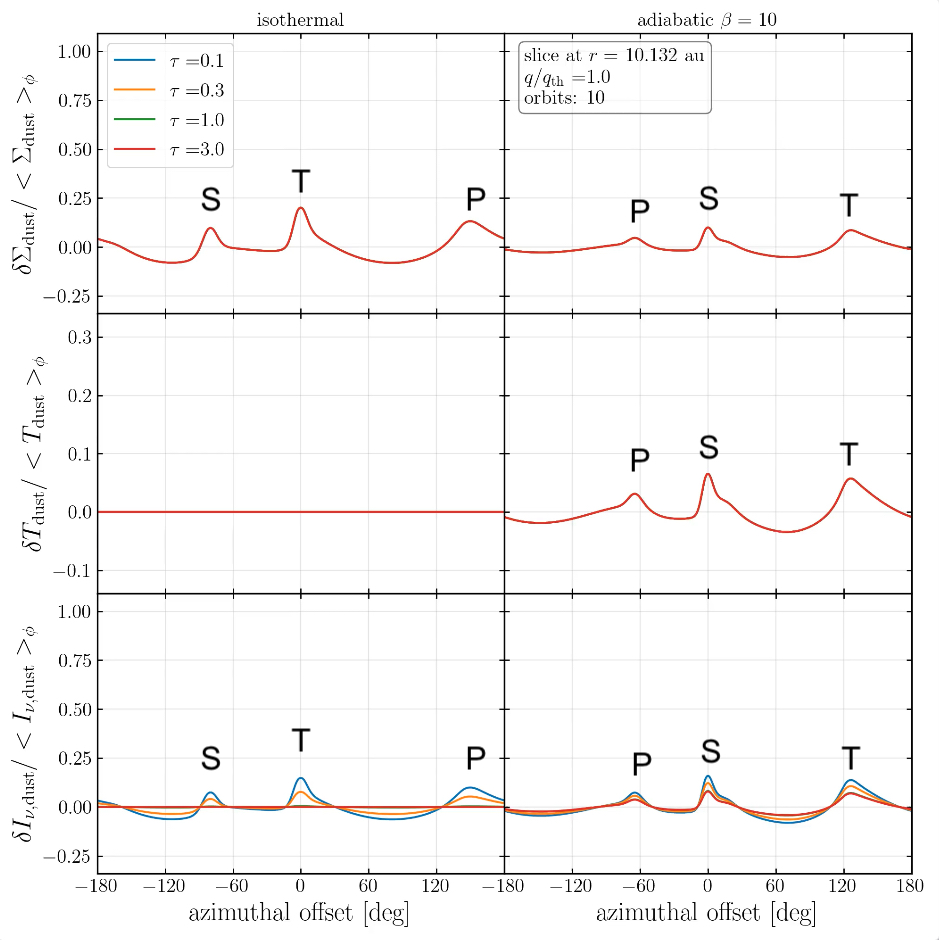 isothermal
adiabatic β = 10
τ =0.1
τ =0.3
τ =1.0
τ =3.0
slice at r = 10.132 au
q/q_th =1.0
orbits: 10
δΣ_dust/ < Σ_dust >_ϕ
1.00
0.75
0.50
0.25
0.00
−0.25
S
T
P
P
S
T
δT_dust/ < T_dust >_ϕ
0.3
0.2
0.1
0.0
−0.1
P
S
T
δI_ν,dust/ < I_ν,dust >_ϕ
1.00
0.75
0.50
0.25
0.00
−0.25
S
T
P
P
S
T
−180
−120
−60
0
60
120
−180
−120
−60
0
60
120
180
azimuthal offset [deg]
azimuthal offset [deg]